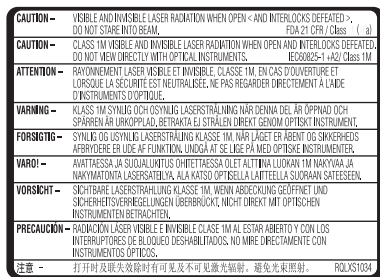 CAUTION – VISIBLE AND INVISIBLE LASER RADIATION WHEN OPEN < AND INTERLOCKS DEFEATED >.
DO NOT STARE INTO BEAM. FDA 21 CFR / Class ( a)
CAUTION – CLASS 1M VISIBLE AND INVISIBLE LASER RADIATION WHEN OPEN AND INTERLOCKS DEFEATED.
DO NOT VIEW DIRECTLY WITH OPTICAL INSTRUMENTS. IEC60825-1 +A2/ Class 1M
ATTENTION – RAYONNEMENT LASER VISIBLE ET INVISIBLE, CLASSE 1M, EN CAS D'OUVERTURE ET
LORSQUE LA SÉCURITÉ EST NEUTRALISÉE. NE PAS REGARDER DIRECTEMENT À L'AIDE
D'INSTRUMENTS D'OPTIQUE.
VARNING – KLASS 1M SYNLIG OCH OSYNLIG LASERSTRÅLNING NÄR DENNA DEL ÄR ÖPPNAD OCH
SPÄRREN ÄR URKOPPLAD, BETRAKTA EJ STRÅLEN DIREKT GENOM OPTISKT INSTRUMENT.
FORSIGTIG – SYNLIG OG USYNLIG LASERSTRÅLING KLASSE 1M, NÅR LÅGET ER ÅBENT OG SIKKERHEDS
AFBRYDERE ER UDE AF FUNKTION. UNDGÅ AT SE LIGE PÅ MED OPTISKE INSTRUMENTER.
VARO! – AVATTAESSA JA SUOJALUKITUS OHITETTAESSA OLET ALTTIINA LUOKAN 1M NÄKYVÄÄ JA
NÄKYMÄTÖNTÄ LASERSÄTEILYÄ. ÄLÄ KATSO OPTISELLA LAITTEELLA SUORAAN SÄTEESEEN.
VORSICHT – SICHTBARE UND UNSICHTBARE LASERSTRAHLUNG KLASSE 1M, WENN ABDECKUNG GEÖFFNET UND
SICHERHEITSVERRIEGELUNGEN ÜBERBRÜCKT. NICHT DIREKT MIT OPTISCHEN
INSTRUMENTEN BETRACHTEN.
PRECAUCIÓN – RADIACIÓN LÁSER VISIBLE E INVISIBLE CLASE 1M AL ESTAR ABIERTO Y CON LOS
INTERRUPTORES DE BLOQUEO DESHABILITADOS. NO MIRE DIRECTAMENTE CON
INSTRUMENTOS ÓPTICOS.
注意 – 打开时及联失效除时有可见及不可见激光辐射。避免光束照射。 RQLXS1034